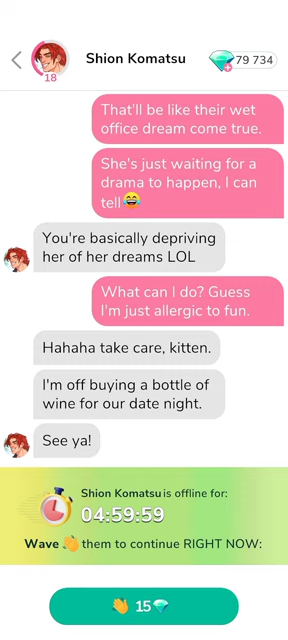 Shion Komatsu
79 734
18
That'll be like their wet
office dream come true.
She's just waiting for a
drama to happen, I can
tell😂
You're basically depriving
her of her dreams LOL
What can I do? Guess
I'm just allergic to fun.
Hahaha take care, kitten.
I'm off buying a bottle of
wine for our date night.
See ya!
Shion Komatsu is offline for:
04:59:59
Wave 👋 them to continue RIGHT NOW:
👋 15💎